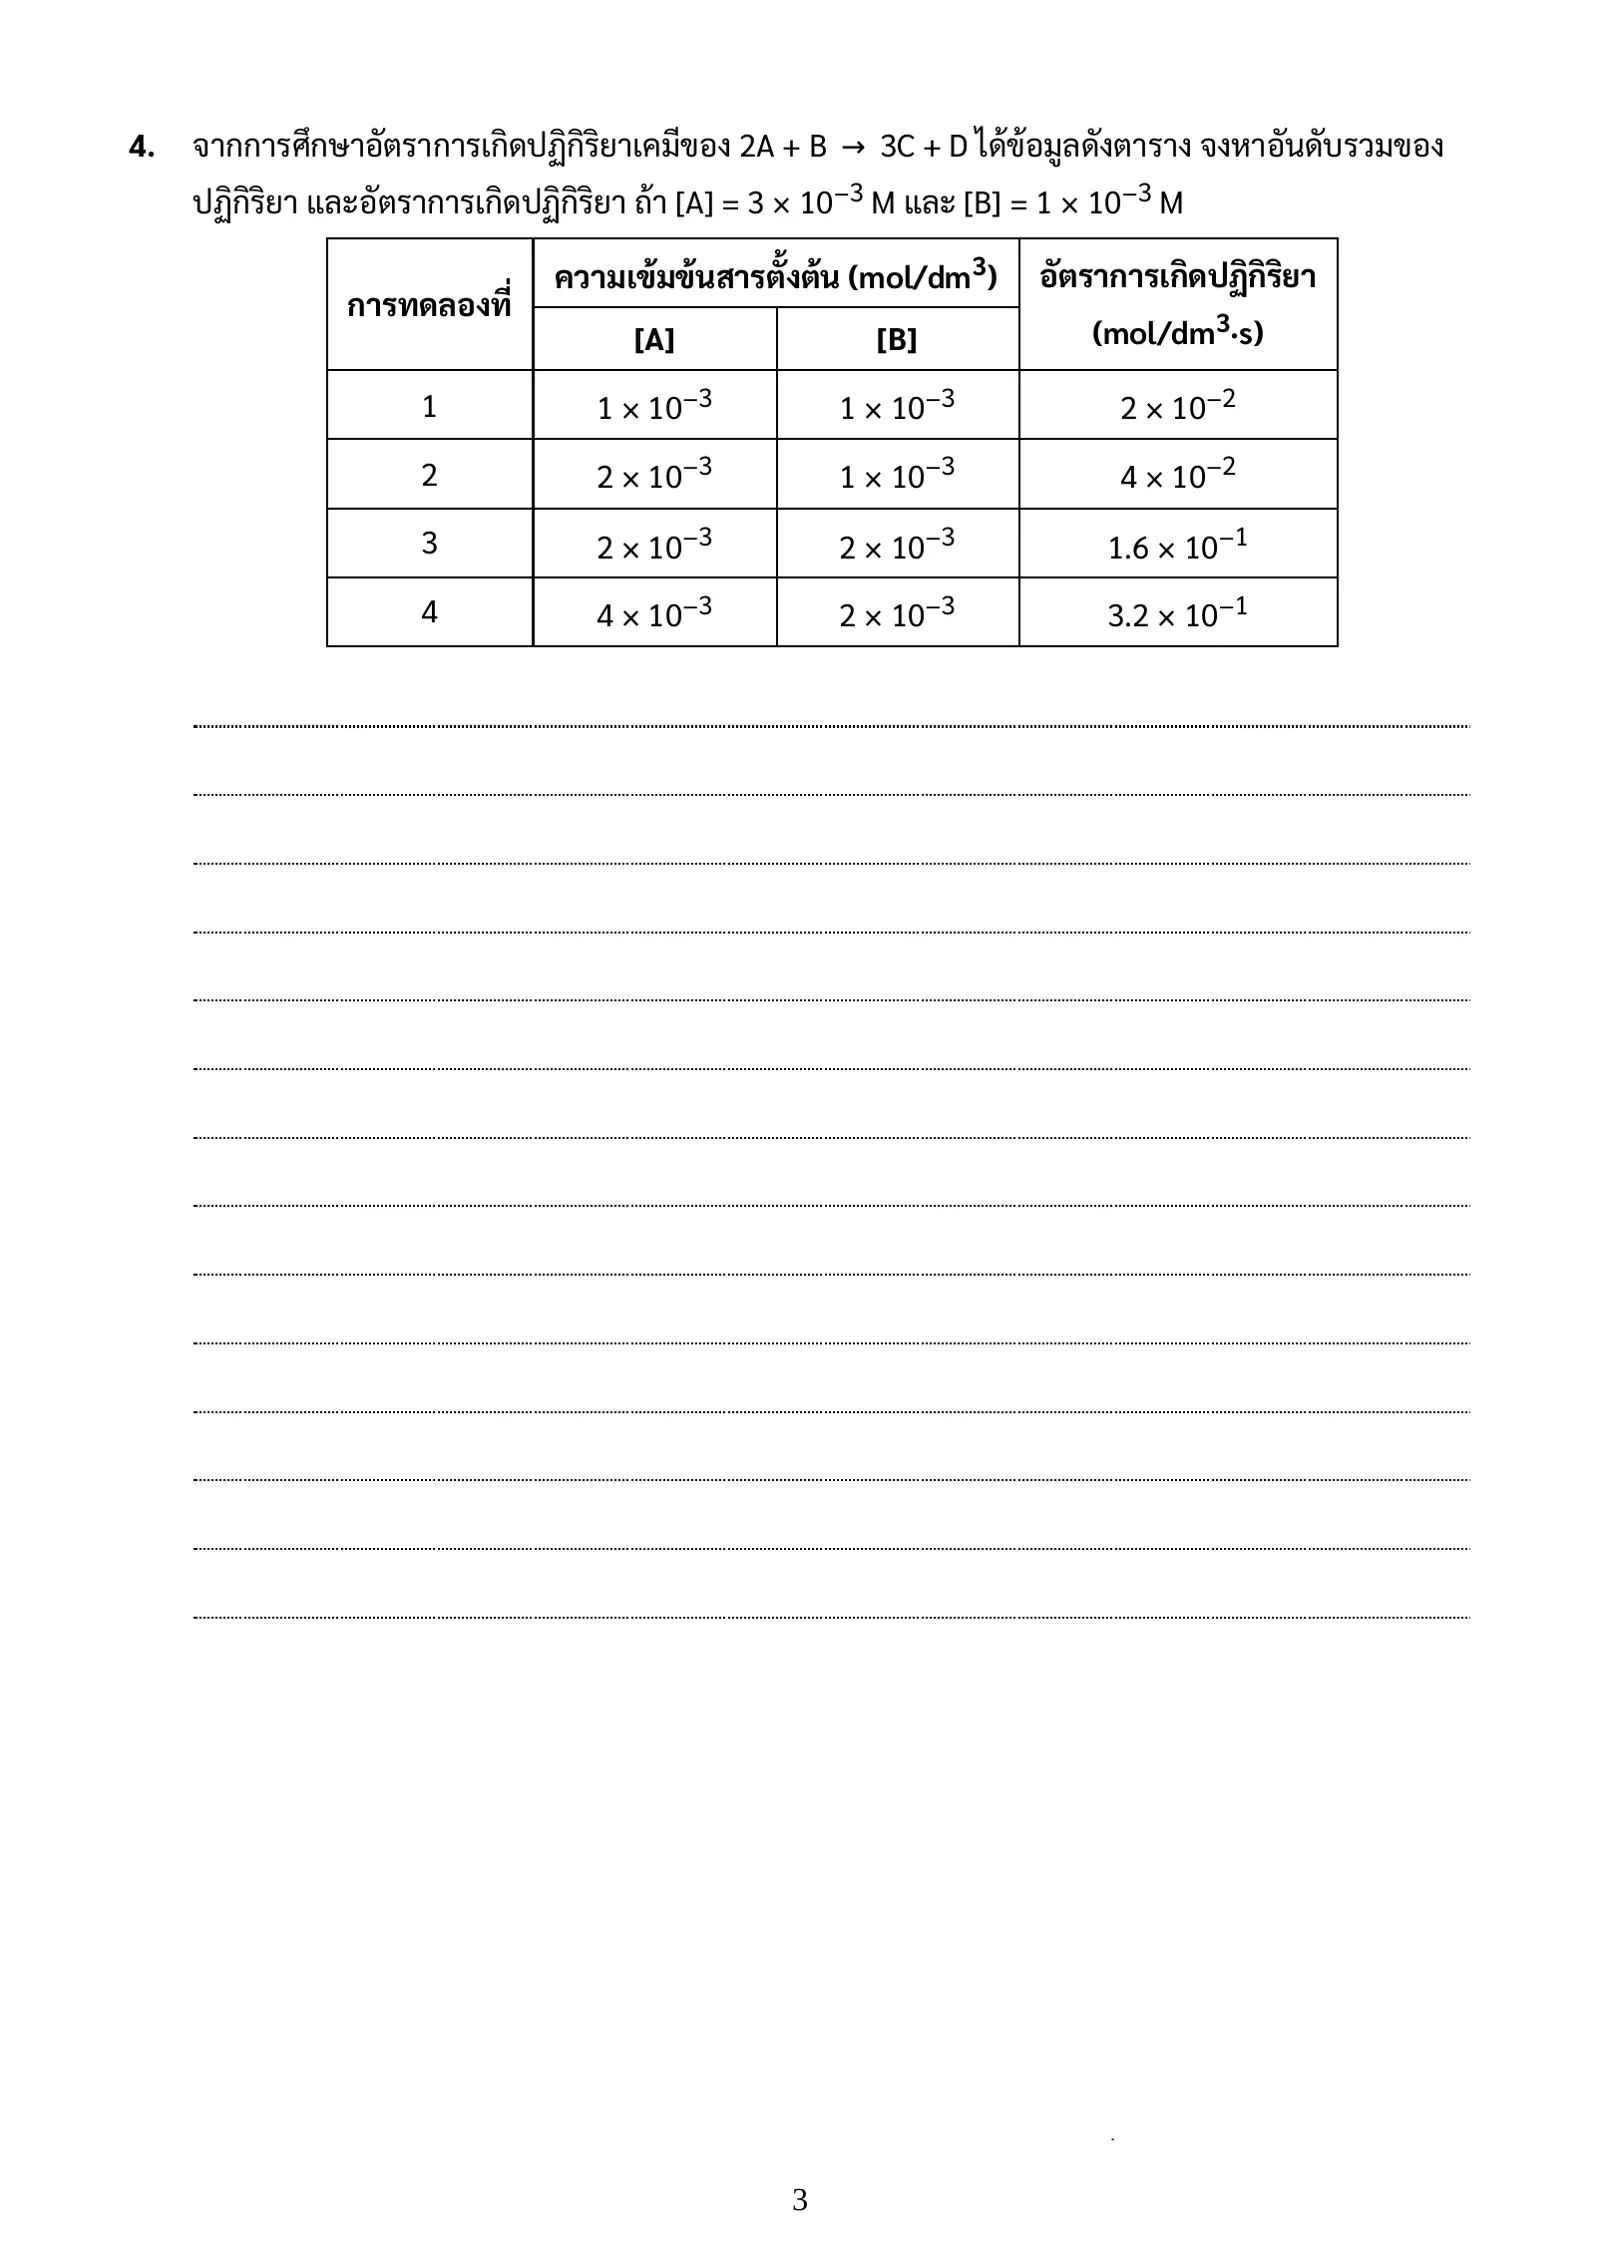 4. จากการศึกษาอัตราการเกิดปฏิกิริยาเคมีของ 2A + B → 3C + D ได้ข้อมูลดังตาราง จงหาอันดับรวมของ
ปฏิกิริยา และอัตราการเกิดปฏิกิริยา ถ้า [A] = 3 × 10⁻³ M และ [B] = 1 × 10⁻³ M
การทดลองที่ ความเข้มข้นสารตั้งต้น (mol/dm³) อัตราการเกิดปฏิกิริยา (mol/dm³·s)
[A] [B]
1 1 × 10⁻³ 1 × 10⁻³ 2 × 10⁻²
2 2 × 10⁻³ 1 × 10⁻³ 4 × 10⁻²
3 2 × 10⁻³ 2 × 10⁻³ 1.6 × 10⁻¹
4 4 × 10⁻³ 2 × 10⁻³ 3.2 × 10⁻¹
3